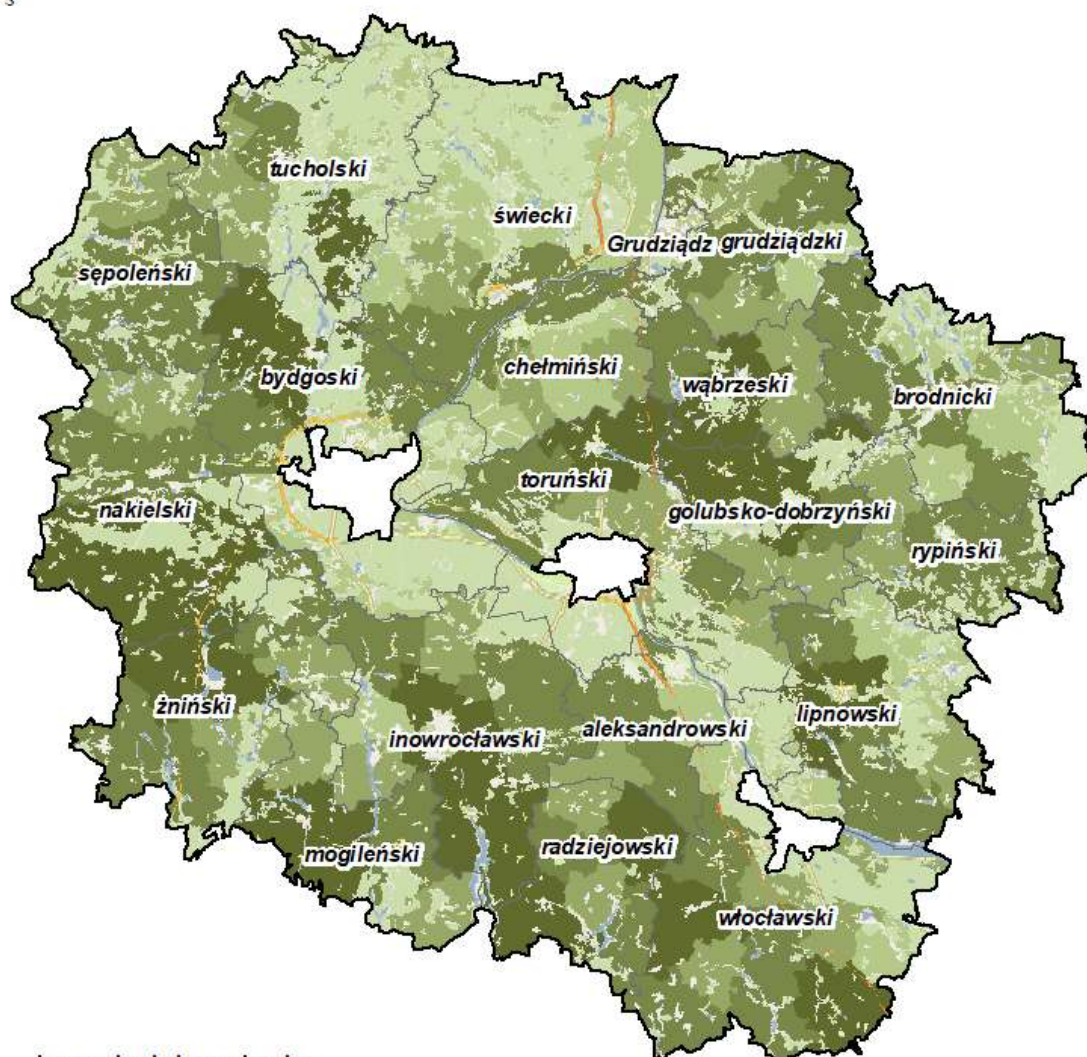 tucholski
świecki
Grudziądz
grudziądzki
sępoleński
chełmiński
bydgoski
wąbrzeski
brodnicki
toruński
nakielski
golubsko-dobrzyński
rypiński
żniński
lipnowski
aleksandrowski
inowrocławski
mogileński
radziejowski
włocławski